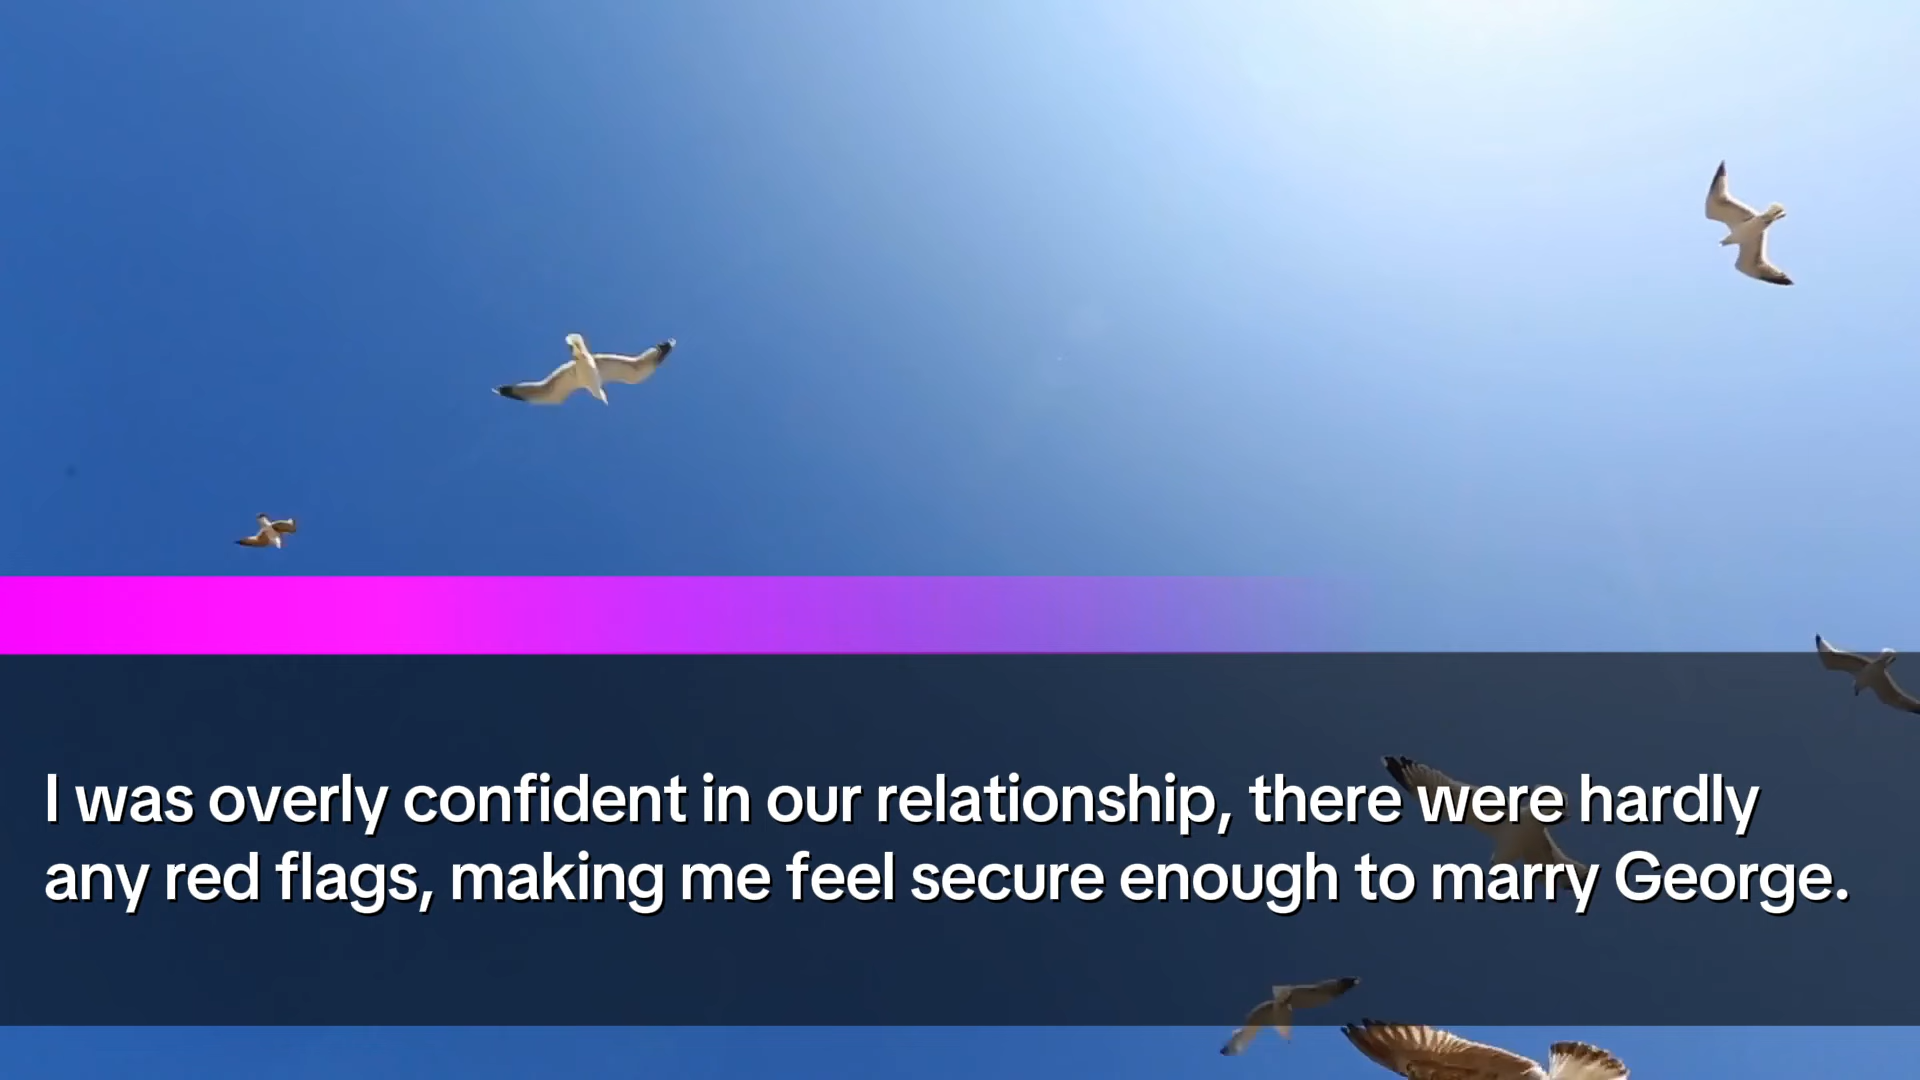 I was overly confident in our relationship, there were hardly
any red flags, making me feel secure enough to marry George.